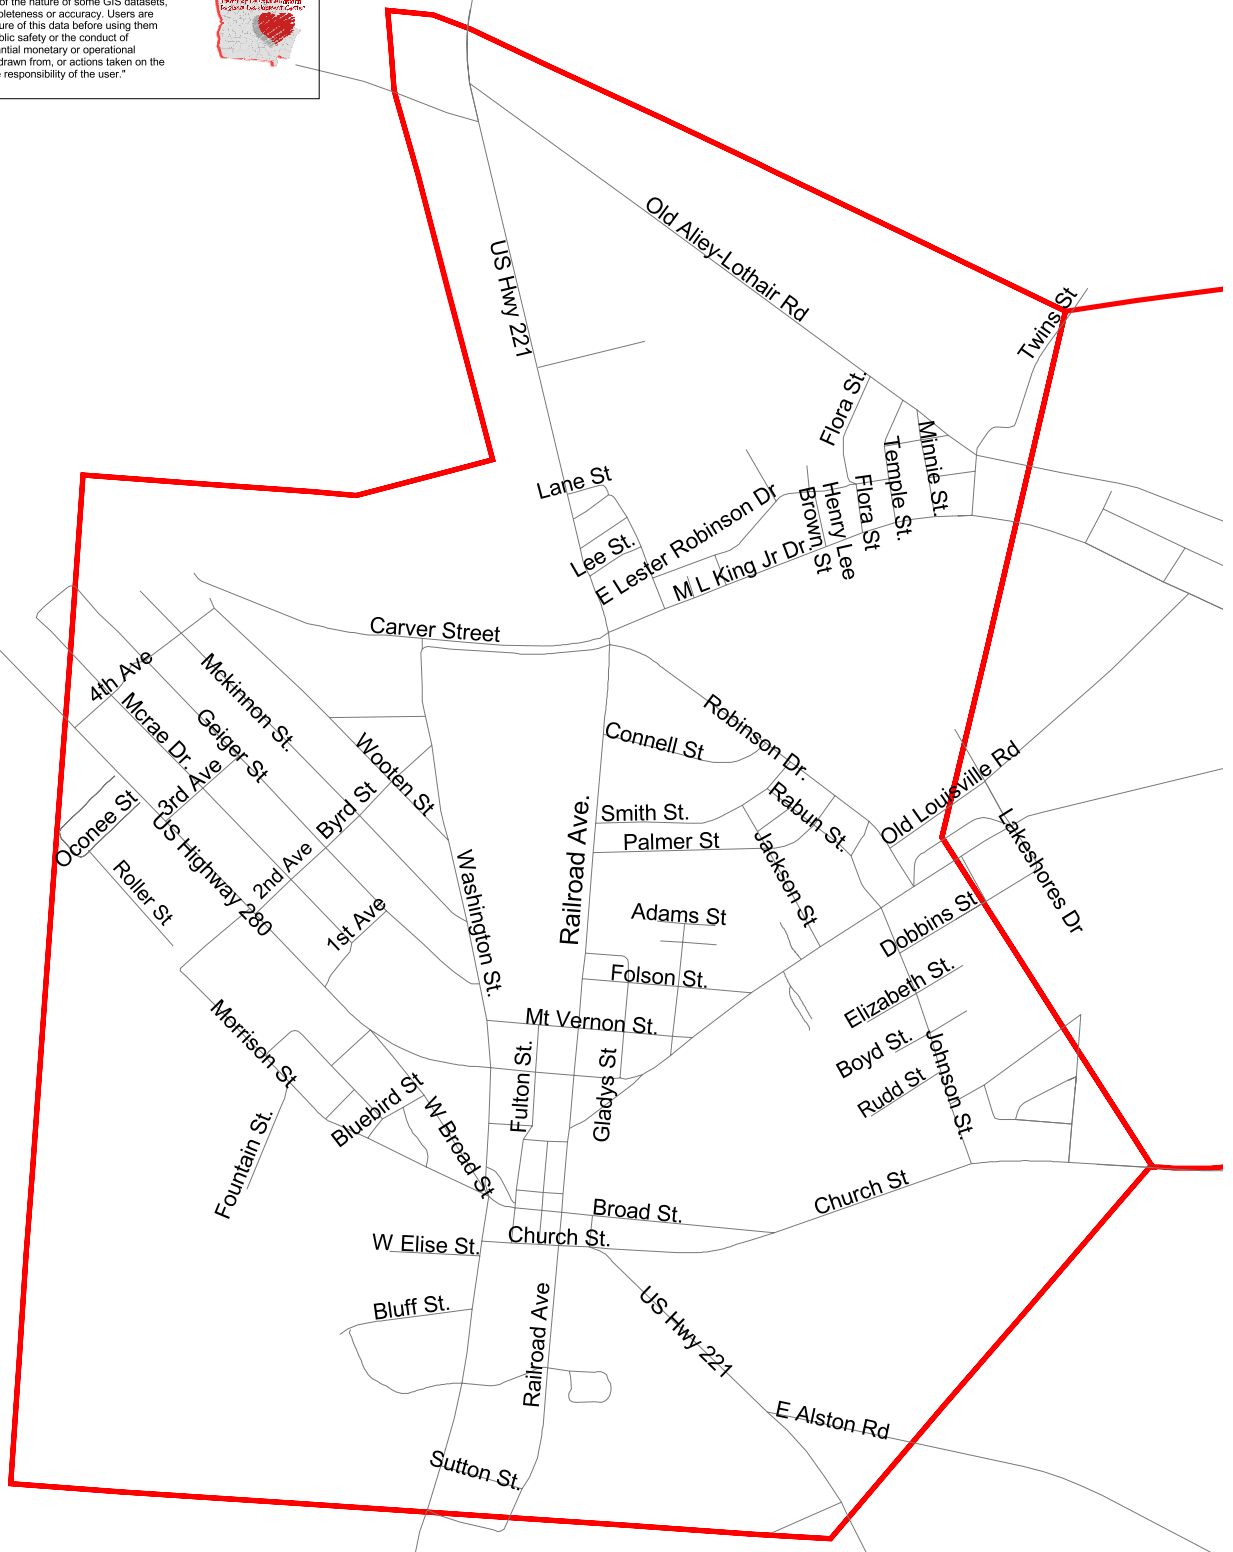 of the nature of some GIS datasets,
pleteness or accuracy. Users are
ure of this data before using them
blic safety or the conduct of
ntial monetary or operational
drawn from, or actions taken on the
e responsibility of the user."
Old Aliey-Lothair Rd
US Hwy 221
Twins St
Flora St.
Minnie St.
Temple St.
Flora St
Henry Lee
Brown. St
Lane St
Lee St.
E Lester Robinson Dr
M L King Jr Dr.
Carver Street
4th Ave
Mckinnon St.
Mcrae Dr.
Geiger St
3rd Ave
Wooten St
Byrd St
2nd Ave
Oconee St
US Highway 280
Roller St
1st Ave
Washington St.
Railroad Ave.
Connell St
Robinson Dr.
Smith St.
Palmer St
Rabun St.
Old Louisville Rd
Jackson St
Lakeshores Dr
Adams St
Dobbins St
Folson St.
Elizabeth St.
Mt Vernon St.
Boyd St.
Rudd St
Johnson St.
Morrison St
Fulton St.
Gladys St
Bluebird St
W Broad St
Fountain St.
Church St
Broad St.
Church St.
W Elise St.
Bluff St.
Railroad Ave
US Hwy 221
E Alston Rd
Sutton St.